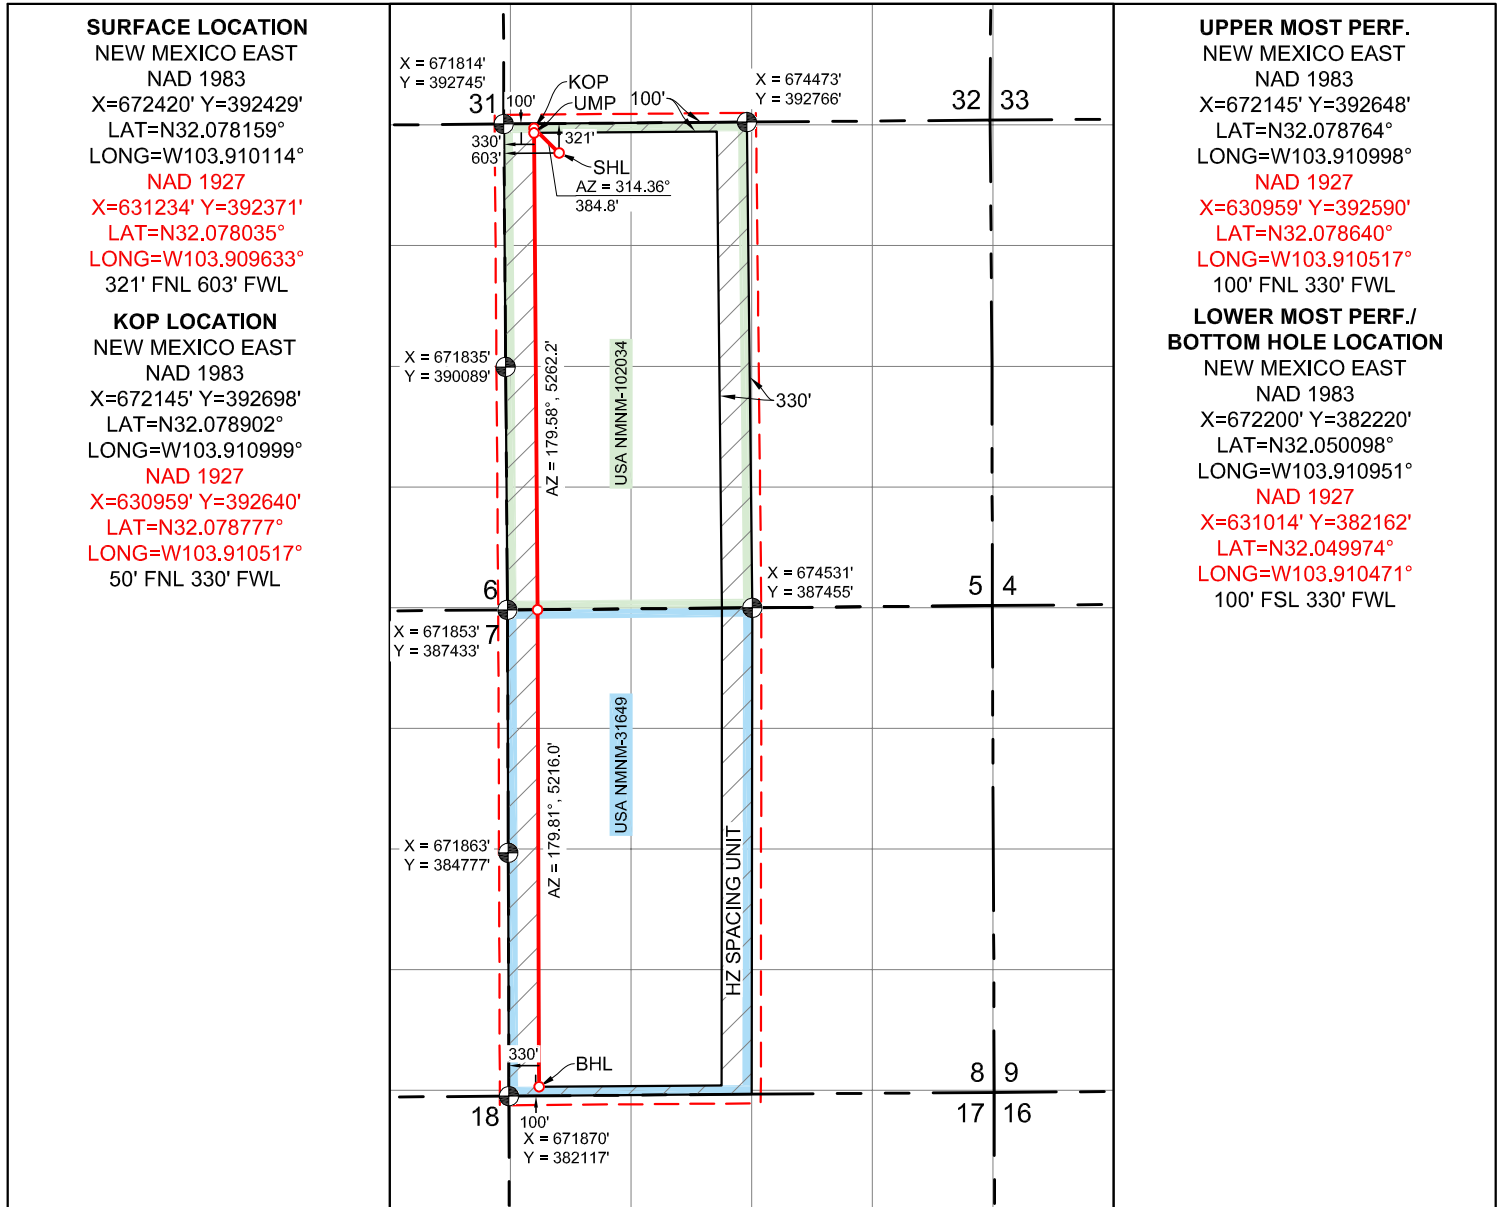 SURFACE LOCATION
NEW MEXICO EAST
NAD 1983
X=672420' Y=392429'
LAT=N32.078159°
LONG=W103.910114°
NAD 1927
X=631234' Y=392371'
LAT=N32.078035°
LONG=W103.909633°
321' FNL 603' FWL
KOP LOCATION
NEW MEXICO EAST
NAD 1983
X=672145' Y=392698'
LAT=N32.078902°
LONG=W103.910999°
NAD 1927
X=630959' Y=392640'
LAT=N32.078777°
LONG=W103.910517°
50' FNL 330' FWL
X = 671814'
Y = 392745'
KOP
UMP
100'
100'
X = 674473'
Y = 392766'
31
32 33
330'
603'
321'
SHL
AZ = 314.36°
384.8'
X = 671835'
Y = 390089'
AZ = 179.58°, 5262.2'
USA NMNM-102034
330'
6
5 4
X = 674531'
Y = 387455'
7
X = 671853'
Y = 387433'
USA NMNM-31649
AZ = 179.81°, 5216.0'
X = 671863'
Y = 384777'
HZ SPACING UNIT
330'
BHL
8 9
18
17 16
100'
X = 671870'
Y = 382117'
UPPER MOST PERF.
NEW MEXICO EAST
NAD 1983
X=672145' Y=392648'
LAT=N32.078764°
LONG=W103.910998°
NAD 1927
X=630959' Y=392590'
LAT=N32.078640°
LONG=W103.910517°
100' FNL 330' FWL
LOWER MOST PERF./
BOTTOM HOLE LOCATION
NEW MEXICO EAST
NAD 1983
X=672200' Y=382220'
LAT=N32.050098°
LONG=W103.910951°
NAD 1927
X=631014' Y=382162'
LAT=N32.049974°
LONG=W103.910471°
100' FSL 330' FWL